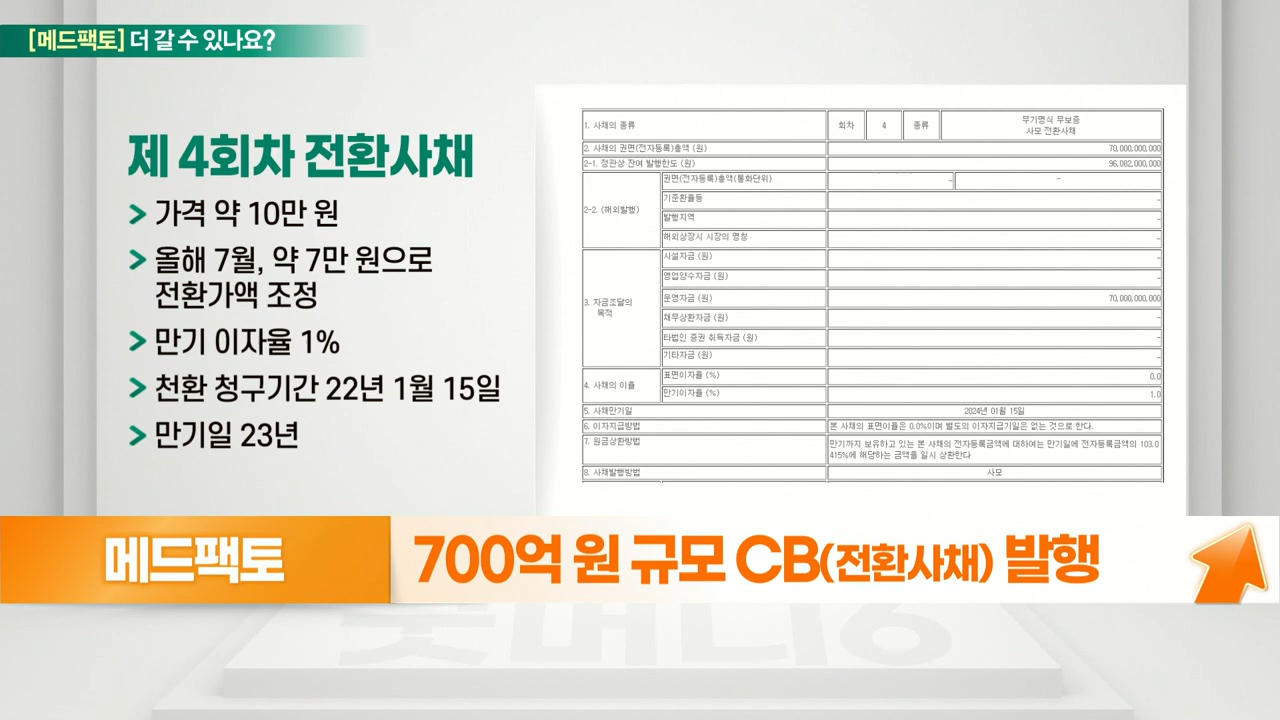 [메드팩토] 더 갈 수 있나요?
제 4회차 전환사채
가격 약 10만 원
올해 7월, 약 7만 원으로
전환가액 조정
만기 이자율 1%
천환 청구기간 22년 1월 15일
만기일 23년
1. 사채의 종류 회차 4 종류 무기명식 무보증
사모 전환사채
2. 사채의 권면(전자등록)총액 (원) 70,000,000,000
2-1. 정관상 잔여 발행한도 (원) 96,082,000,000
2-2. (해외발행) 권면(전자등록)총액(통화단위) - -
기준환율등 -
발행지역 -
해외상장시 시장의 명칭 -
3. 자금조달의
목적
시설자금 (원) -
영업양수자금 (원) -
운영자금 (원) 70,000,000,000
채무상환자금 (원) -
타법인 증권 취득자금 (원) -
기타자금 (원) -
4. 사채의 이율 표면이자율 (%) 0.0
만기이자율 (%) 1.0
5. 사채만기일 2024년 01월 15일
6. 이자지급방법 본 사채의 표면이율은 0.0%이며 별도의 이자지급기일은 없는 것으로 한다.
7. 원금상환방법 만기까지 보유하고 있는 본 사채의 전자등록금액에 대하여는 만기일에 전자등록금액의 103.0
415%에 해당하는 금액을 일시 상환한다
8. 사채발행방법 사모
메드팩토 700억 원 규모 CB(전환사채) 발행
머니6